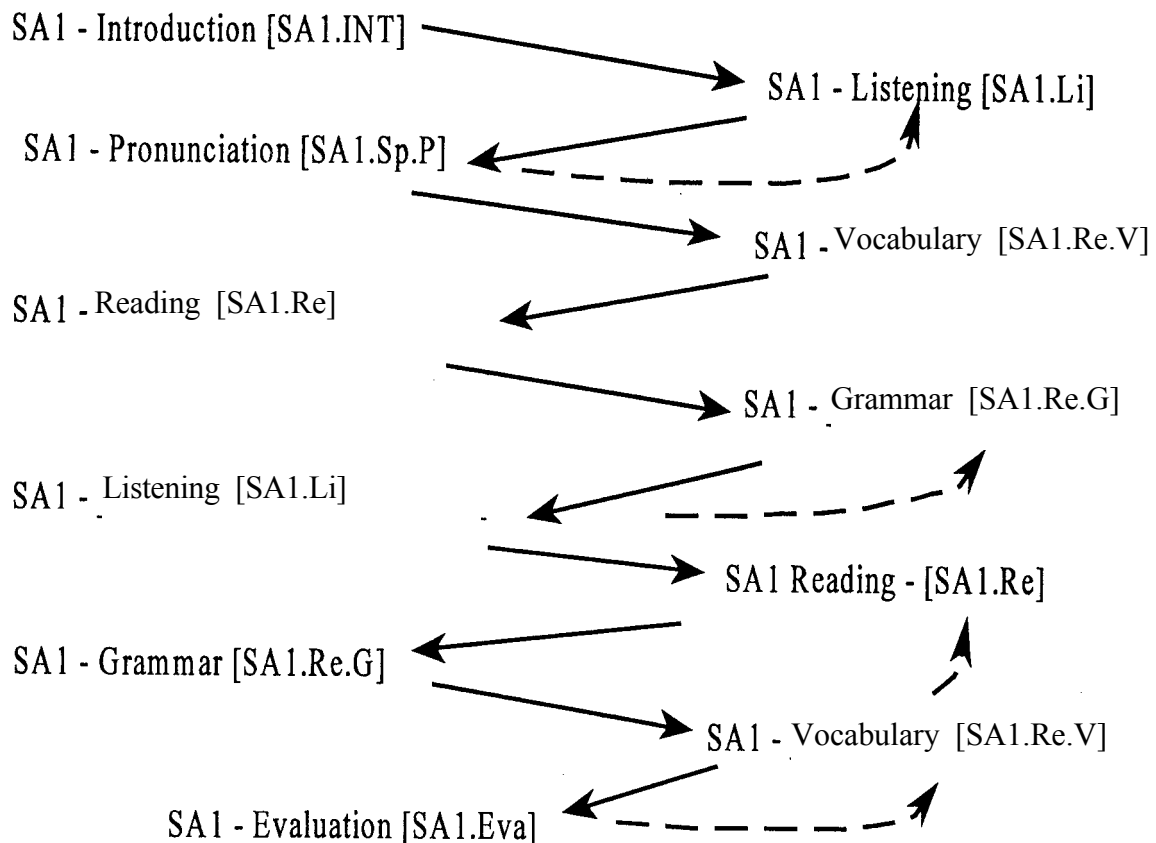 SA1 - Introduction [SA1.INT]
SA1 - Listening [SA1.Li]
SA1 - Pronunciation [SA1.Sp.P]
SA1 - Vocabulary [SA1.Re.V]
SA1 - Reading [SA1.Re]
SA1 - Grammar [SA1.Re.G]
SA1 - Listening [SA1.Li]
SA1 Reading - [SA1.Re]
SA1 - Grammar [SA1.Re.G]
SA1 - Vocabulary [SA1.Re.V]
SA1 - Evaluation [SA1.Eva]